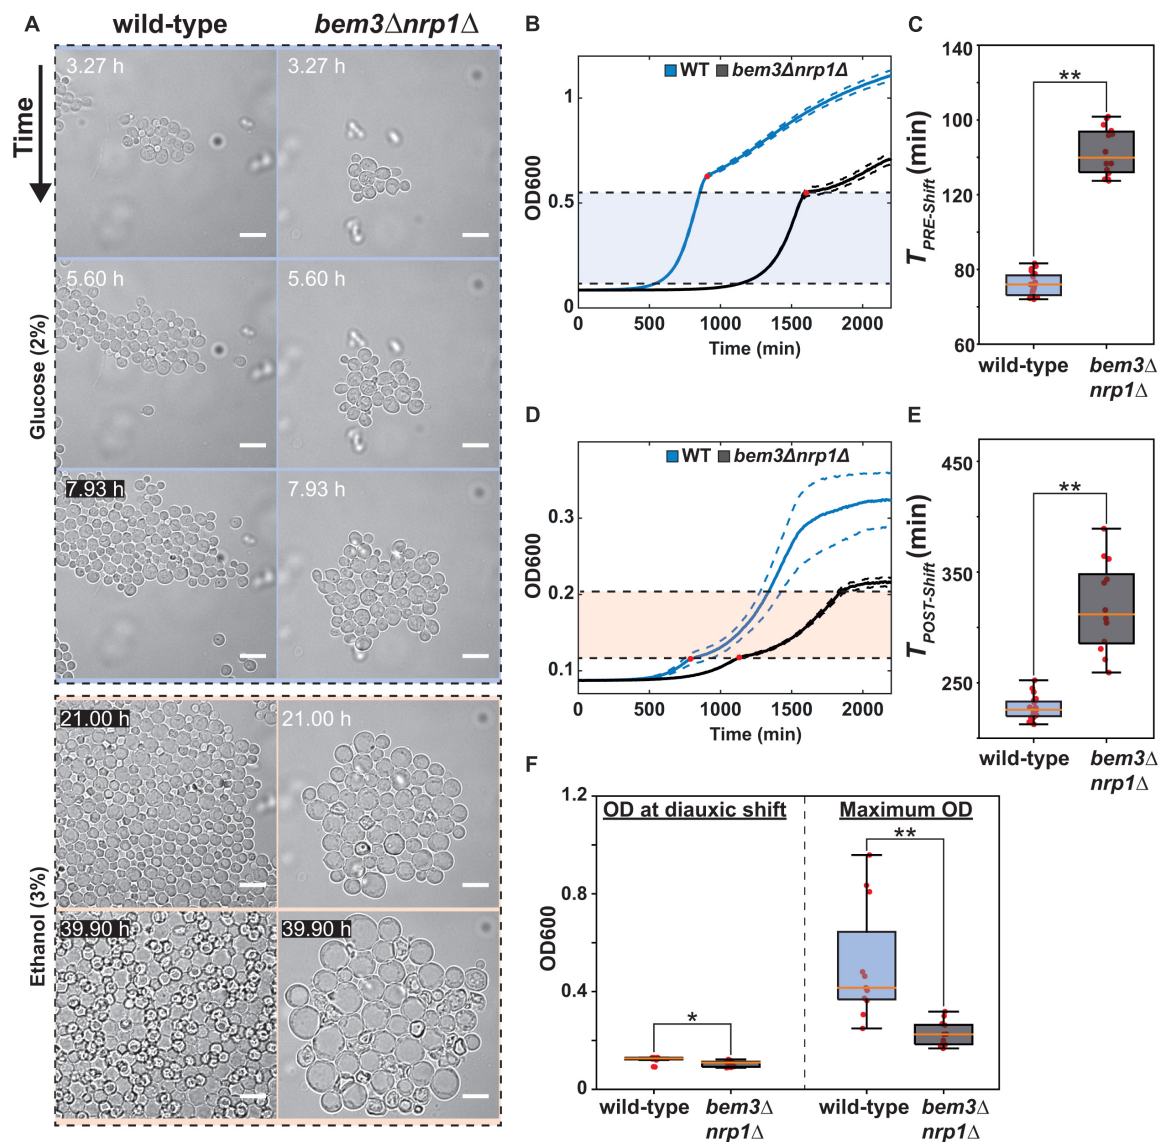 A
wild-type
bem3Δnrp1Δ
Time
Glucose (2%)
Ethanol (3%)
3.27 h
3.27 h
5.60 h
5.60 h
7.93 h
7.93 h
21.00 h
21.00 h
39.90 h
39.90 h
B
WT bem3Δnrp1Δ
OD600
1
0.5
0
0 500 1000 1500 2000
Time (min)
C
**
T PRE-Shift (min)
140
100
120
80
60
wild-type
bem3Δ
nrp1Δ
D
WT bem3Δnrp1Δ
OD600
0.3
0.2
0.1
0 500 1000 1500 2000
Time (min)
E
**
T POST-Shift (min)
450
350
250
wild-type
bem3Δ
nrp1Δ
F
OD at diauxic shift
Maximum OD
*
**
OD600
1.2
0.8
0.4
0
wild-type
bem3Δ
nrp1Δ
wild-type
bem3Δ
nrp1Δ